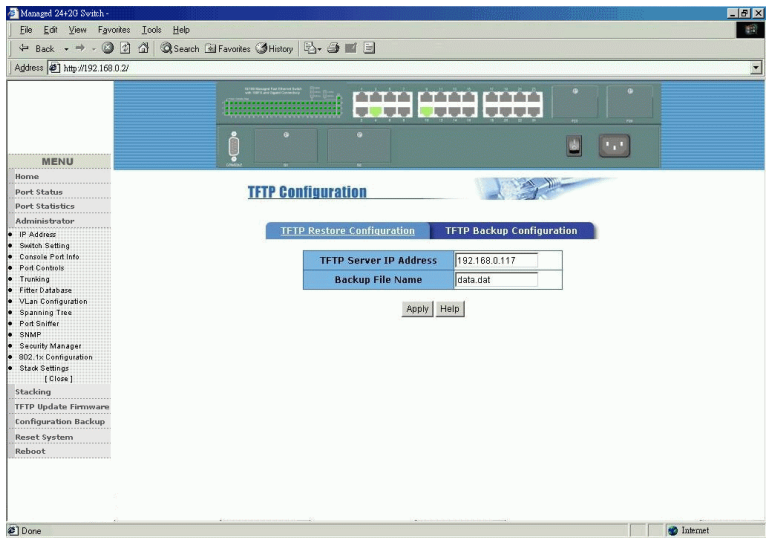 Managed 24+2G Switch -
File Edit View Favorites Tools Help
Back Search Favorites History
Address http://192.168.0.2/
MENU
Home
Port Status
Port Statistics
Administrator
IP Address
Switch Setting
Console Port Info
Port Controls
Trunking
Fitter Database
VLan Configuration
Spanning Tree
Port Sniffer
SNMP
Security Manager
802.1x Configuration
Stack Settings
[ Close ]
Stacking
TFTP Update Firmware
Configuration Backup
Reset System
Reboot
TFTP Configuration
TFTP Restore Configuration TFTP Backup Configuration
TFTP Server IP Address 192.168.0.117
Backup File Name data.dat
Apply Help
Done Internet